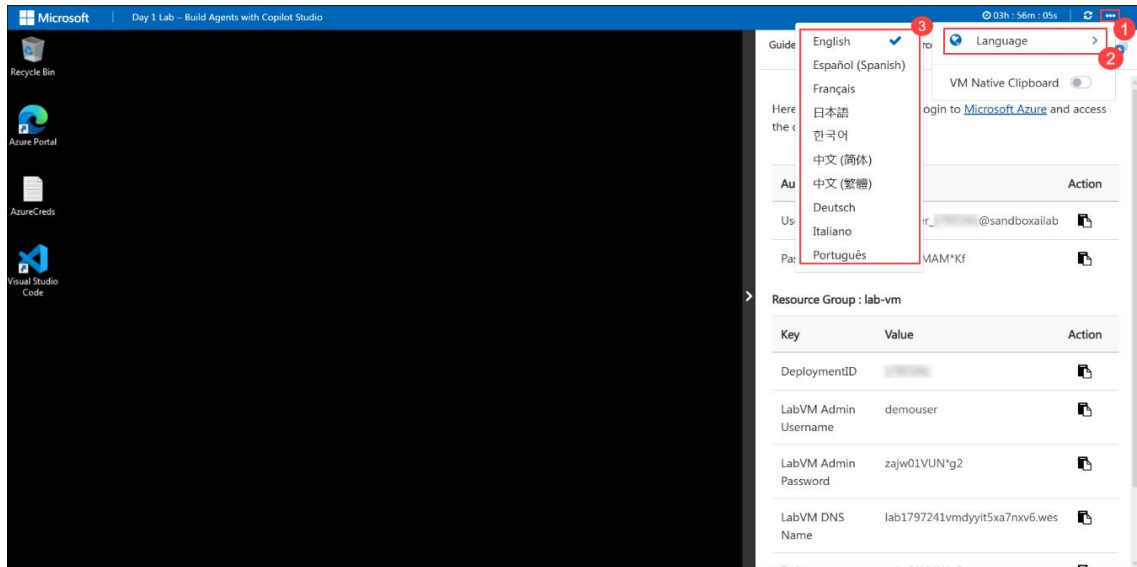 Microsoft
Day 1 Lab – Build Agents with Copilot Studio
03h : 56m : 05s
Recycle Bin
Azure Portal
AzureCreds
Visual Studio
Code
1
2
3
Language
VM Native Clipboard
English
Español (Spanish)
Français
日本語
한국어
中文 (简体)
中文 (繁體)
Deutsch
Italiano
Português
Guide
Here
ogin to Microsoft Azure and access
the
Action
@sandboxailab
MAM*Kf
Resource Group : lab-vm
Key Value Action
DeploymentID
LabVM Admin
Username
demouser
LabVM Admin
Password
zajw01VUN*g2
LabVM DNS
Name
lab1797241vmdyyit5xa7nxv6.wes